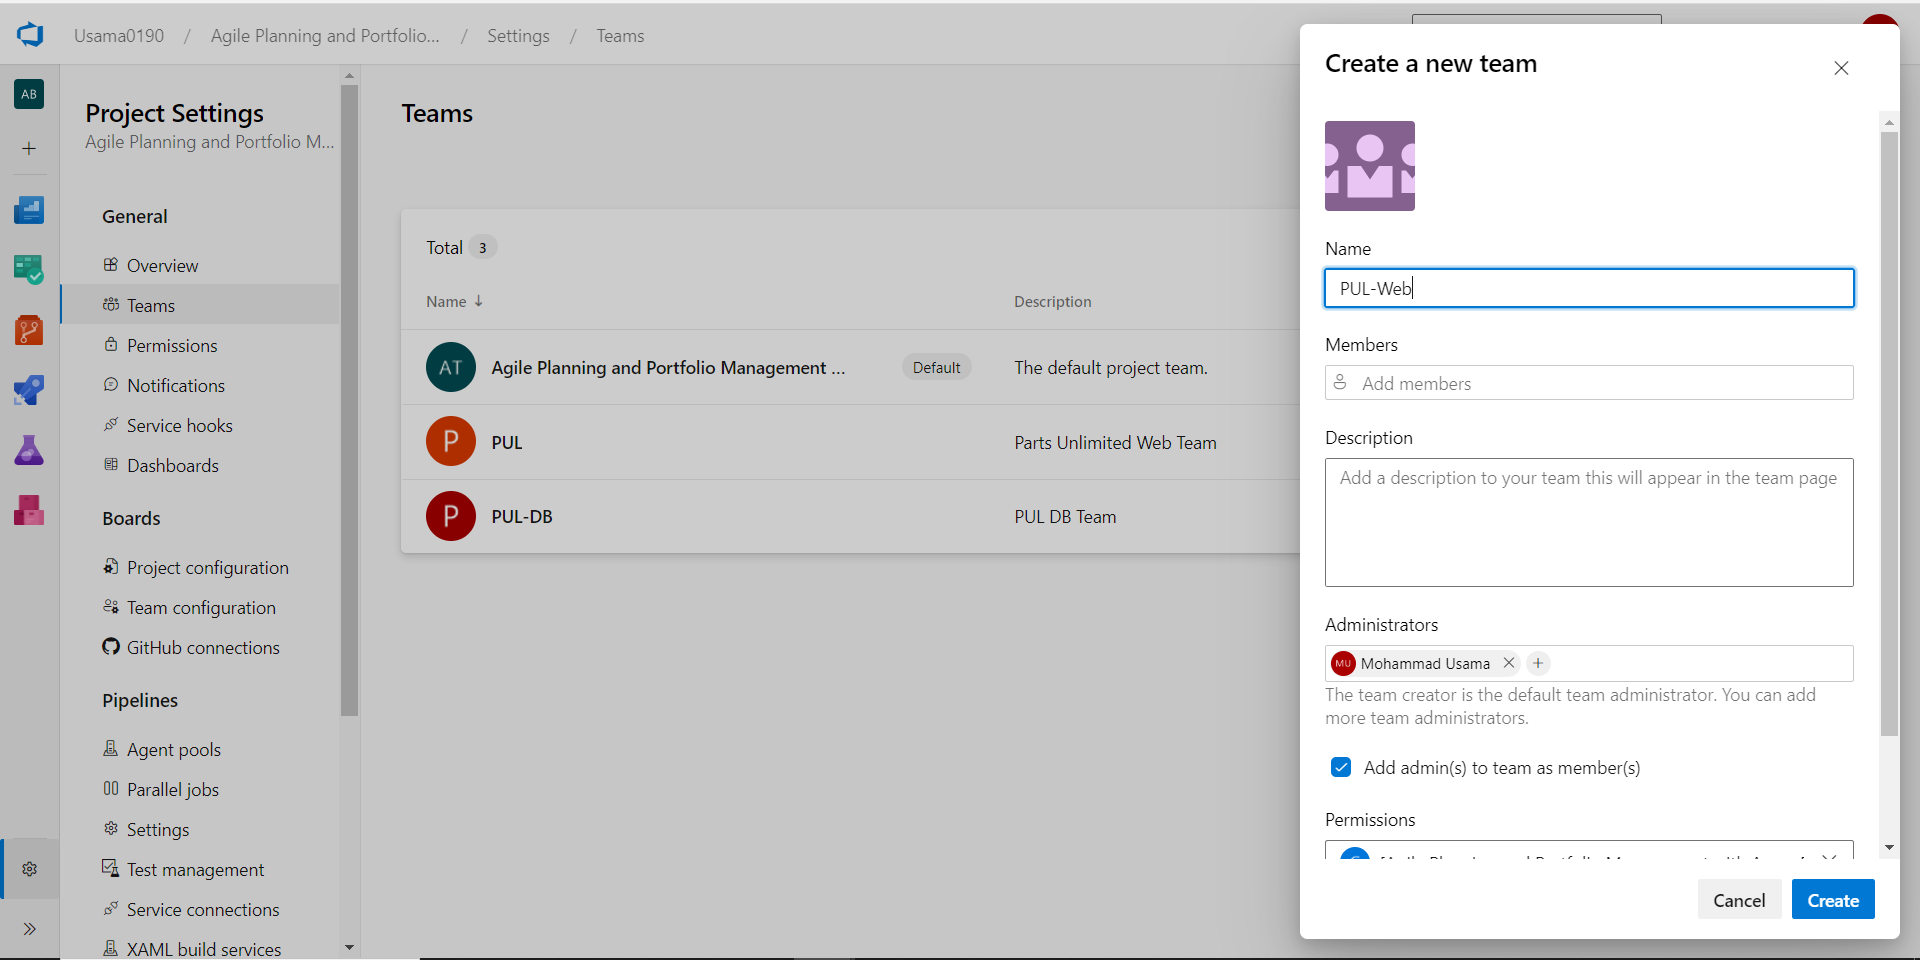 Usama0190 / Agile Planning and Portfolio... / Settings / Teams
AB
Project Settings
Agile Planning and Portfolio M...
General
Overview
Teams
Permissions
Notifications
Service hooks
Dashboards
Boards
Project configuration
Team configuration
GitHub connections
Pipelines
Agent pools
Parallel jobs
Settings
Test management
Service connections
XAML build services
Teams
Total 3
Name ↓ Description
AT Agile Planning and Portfolio Management ... Default The default project team.
P PUL Parts Unlimited Web Team
P PUL-DB PUL DB Team
Create a new team
Name
PUL-Web
Members
Add members
Description
Add a description to your team this will appear in the team page
Administrators
MU Mohammad Usama
The team creator is the default team administrator. You can add
more team administrators.
Add admin(s) to team as member(s)
Permissions
Cancel Create